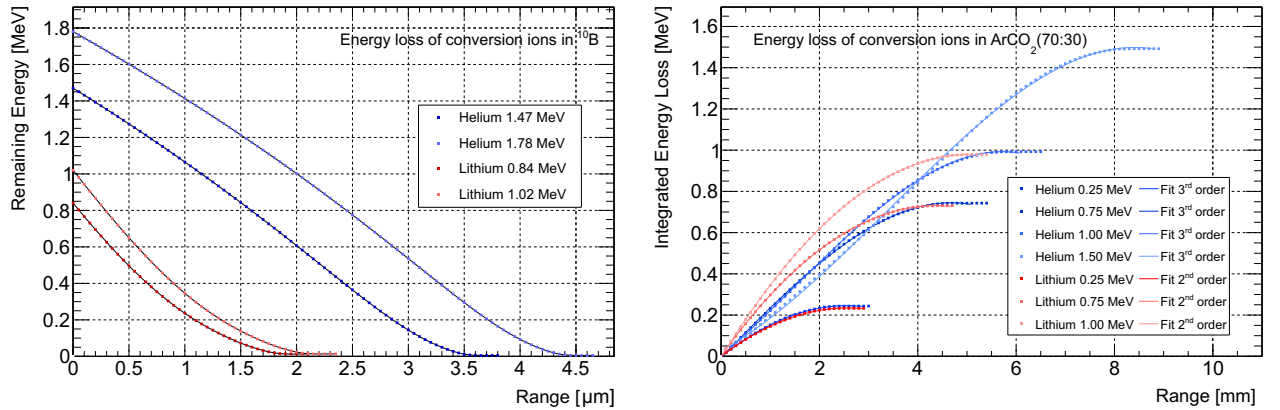 Remaining Energy [MeV]
1.8
1.6
1.4
1.2
1
0.8
0.6
0.4
0.2
0
Energy loss of conversion ions in ¹⁰B
Helium 1.47 MeV
Helium 1.78 MeV
Lithium 0.84 MeV
Lithium 1.02 MeV
0 0.5 1 1.5 2 2.5 3 3.5 4 4.5
Range [μm]
Integrated Energy Loss [MeV]
1.6
1.4
1.2
1
0.8
0.6
0.4
0.2
0
Energy loss of conversion ions in ArCO₂(70:30)
Helium 0.25 MeV Fit 3ʳᵈ order
Helium 0.75 MeV Fit 3ʳᵈ order
Helium 1.00 MeV Fit 3ʳᵈ order
Helium 1.50 MeV Fit 3ʳᵈ order
Lithium 0.25 MeV Fit 2ⁿᵈ order
Lithium 0.75 MeV Fit 2ⁿᵈ order
Lithium 1.00 MeV Fit 2ⁿᵈ order
0 2 4 6 8 10
Range [mm]